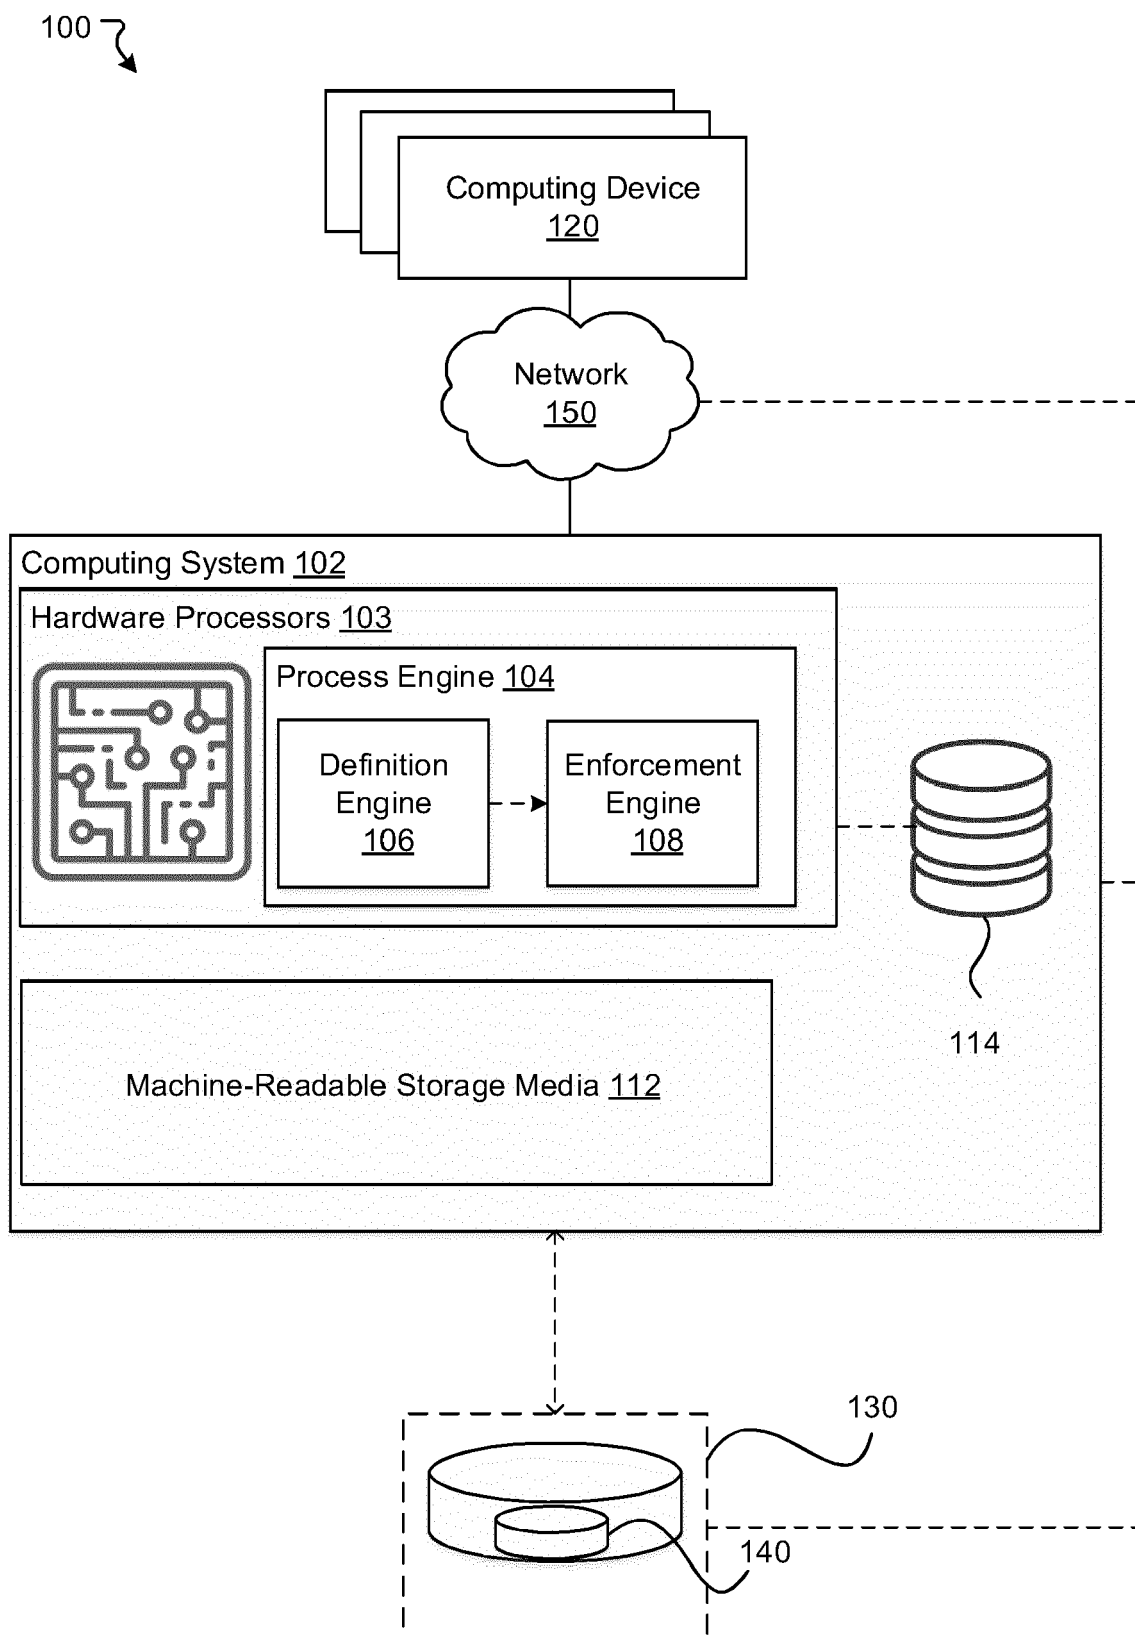 100
Computing Device
120
Network
150
Computing System 102
Hardware Processors 103
Process Engine 104
Definition
Engine
106
Enforcement
Engine
108
114
Machine-Readable Storage Media 112
130
140